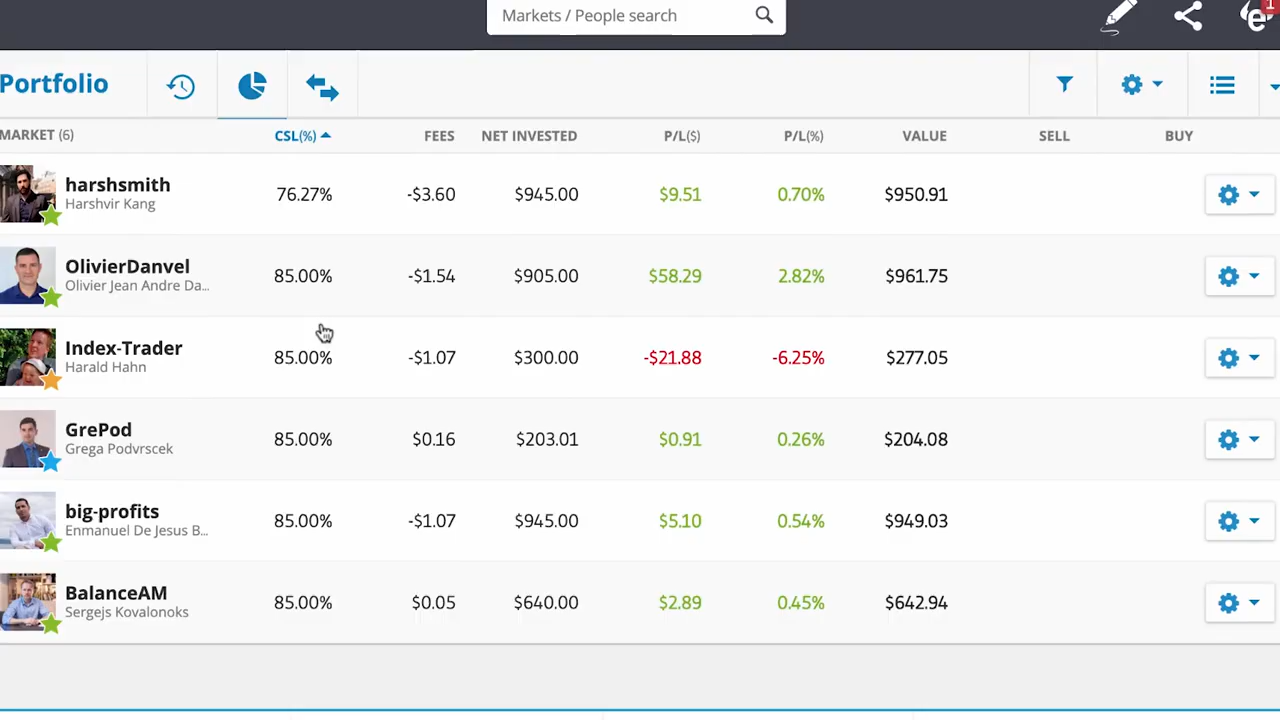 Markets / People search
1
Portfolio
MARKET (6) CSL(%) FEES NET INVESTED P/L($) P/L(%) VALUE SELL BUY
harshsmith
Harshvir Kang
76.27% -$3.60 $945.00 $9.51 0.70% $950.91
OlivierDanvel
Olivier Jean Andre Da...
85.00% -$1.54 $905.00 $58.29 2.82% $961.75
Index-Trader
Harald Hahn
85.00% -$1.07 $300.00 -$21.88 -6.25% $277.05
GrePod
Grega Podvrscek
85.00% $0.16 $203.01 $0.91 0.26% $204.08
big-profits
Enmanuel De Jesus B...
85.00% -$1.07 $945.00 $5.10 0.54% $949.03
BalanceAM
Sergejs Kovalonoks
85.00% $0.05 $640.00 $2.89 0.45% $642.94